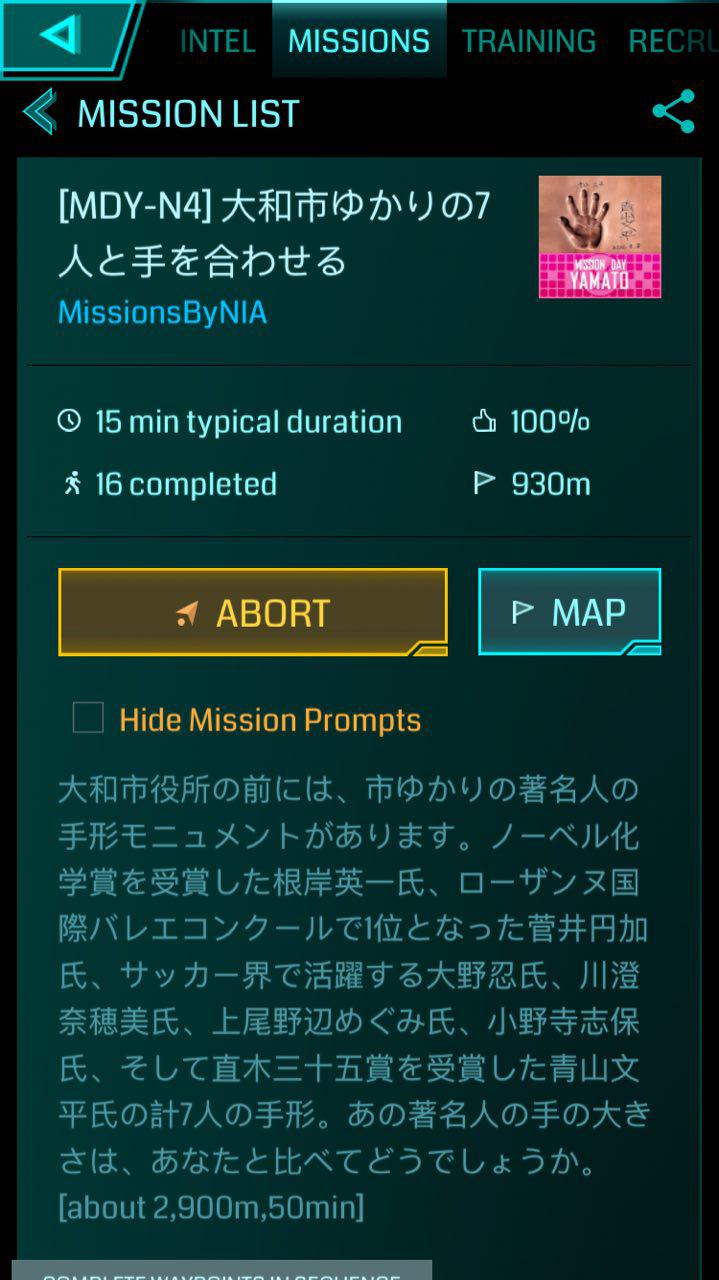 INTEL MISSIONS TRAINING RECRU
MISSION LIST
[MDY-N4] 大和市ゆかりの7
人と手を合わせる
MissionsByNIA
MISSION DAY
YAMATO
15 min typical duration 100%
16 completed 930m
ABORT MAP
Hide Mission Prompts
大和市役所の前には、市ゆかりの著名人の
手形モニュメントがあります。ノーベル化
学賞を受賞した根岸英一氏、ローザンヌ国
際バレエコンクールで1位となった菅井円加
氏、サッカー界で活躍する大野忍氏、川澄
奈穂美氏、上尾野辺めぐみ氏、小野寺志保
氏、そして直木三十五賞を受賞した青山文
平氏の計7人の手形。あの著名人の手の大き
さは、あなたと比べてどうでしょうか。
[about 2,900m,50min]
COMPLETE WAYPOINTS IN SEQUENCE